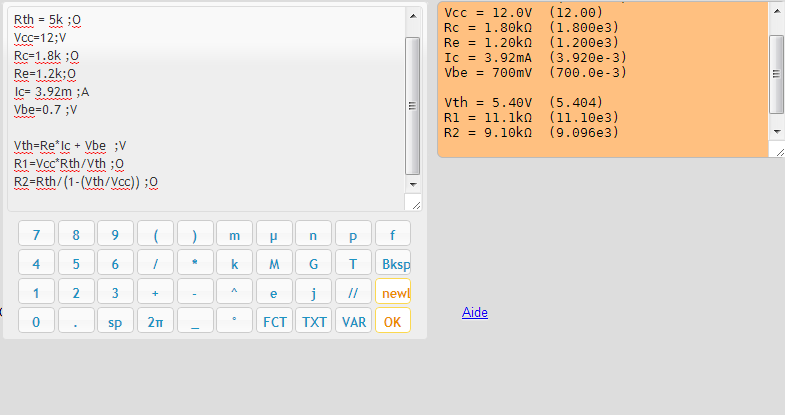 Rth = 5k ;O
Vcc=12;V
Rc=1.8k ;O
Re=1.2k;O
Ic= 3.92m ;A
Vbe=0.7 ;V
Vth=Re*Ic + Vbe  ;V
R1=Vcc*Rth/Vth ;O
R2=Rth/(1-(Vth/Vcc)) ;O
Vcc = 12.0V  (12.00)
Rc = 1.80kΩ  (1.800e3)
Re = 1.20kΩ  (1.200e3)
Ic = 3.92mA  (3.920e-3)
Vbe = 700mV  (700.0e-3)
Vth = 5.40V  (5.404)
R1 = 11.1kΩ  (11.10e3)
R2 = 9.10kΩ  (9.096e3)
7 8 9 ( ) m μ n p f
4 5 6 / * k M G T Bksp
1 2 3 + - ^ e j // newl
0 . sp 2π _ ° FCT TXT VAR OK
Aide